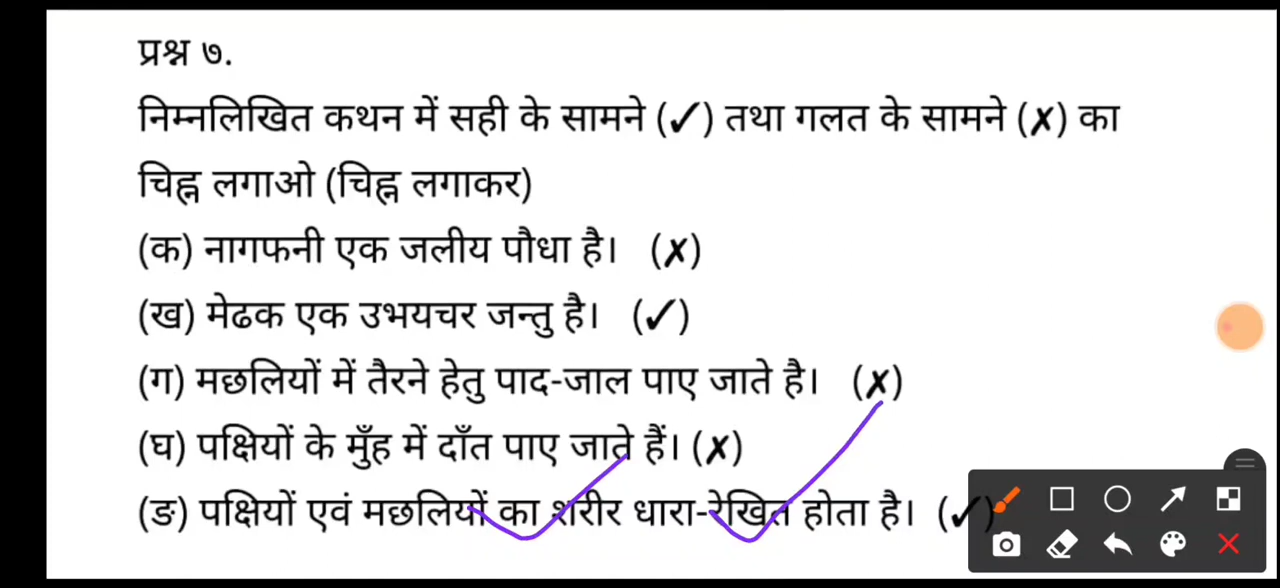 प्रश्न ७.
निम्नलिखित कथन में सही के सामने (✓) तथा गलत के सामने (✗) का
चिह्न लगाओ (चिह्न लगाकर)
(क) नागफनी एक जलीय पौधा है। (✗)
(ख) मेढक एक उभयचर जन्तु है। (✓)
(ग) मछलियों में तैरने हेतु पाद-जाल पाए जाते है। (✗)
(घ) पक्षियों के मुँह में दाँत पाए जाते हैं। (✗)
(ङ) पक्षियों एवं मछलियों का शरीर धारा-रेखित होता है। (✓)